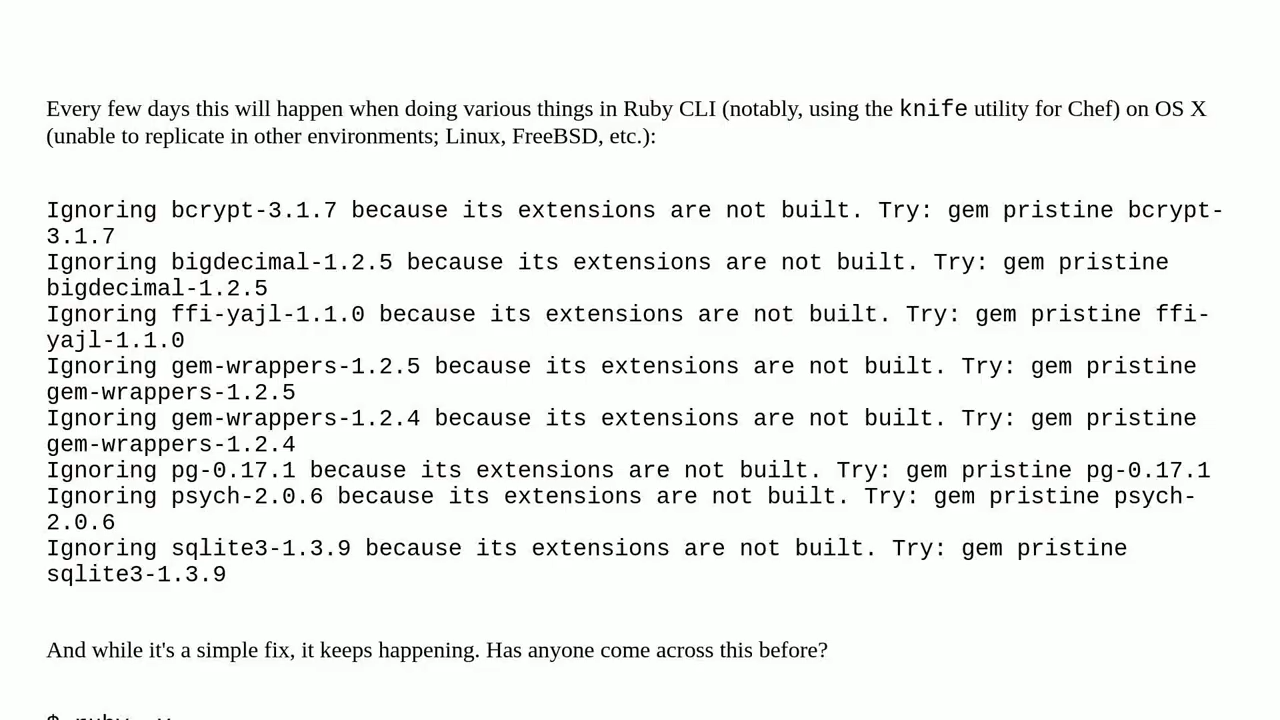 Every few days this will happen when doing various things in Ruby CLI (notably, using the knife utility for Chef) on OS X
(unable to replicate in other environments; Linux, FreeBSD, etc.):
Ignoring bcrypt-3.1.7 because its extensions are not built. Try: gem pristine bcrypt-
3.1.7
Ignoring bigdecimal-1.2.5 because its extensions are not built. Try: gem pristine
bigdecimal-1.2.5
Ignoring ffi-yajl-1.1.0 because its extensions are not built. Try: gem pristine ffi-
yajl-1.1.0
Ignoring gem-wrappers-1.2.5 because its extensions are not built. Try: gem pristine
gem-wrappers-1.2.5
Ignoring gem-wrappers-1.2.4 because its extensions are not built. Try: gem pristine
gem-wrappers-1.2.4
Ignoring pg-0.17.1 because its extensions are not built. Try: gem pristine pg-0.17.1
Ignoring psych-2.0.6 because its extensions are not built. Try: gem pristine psych-
2.0.6
Ignoring sqlite3-1.3.9 because its extensions are not built. Try: gem pristine
sqlite3-1.3.9
And while it's a simple fix, it keeps happening. Has anyone come across this before?